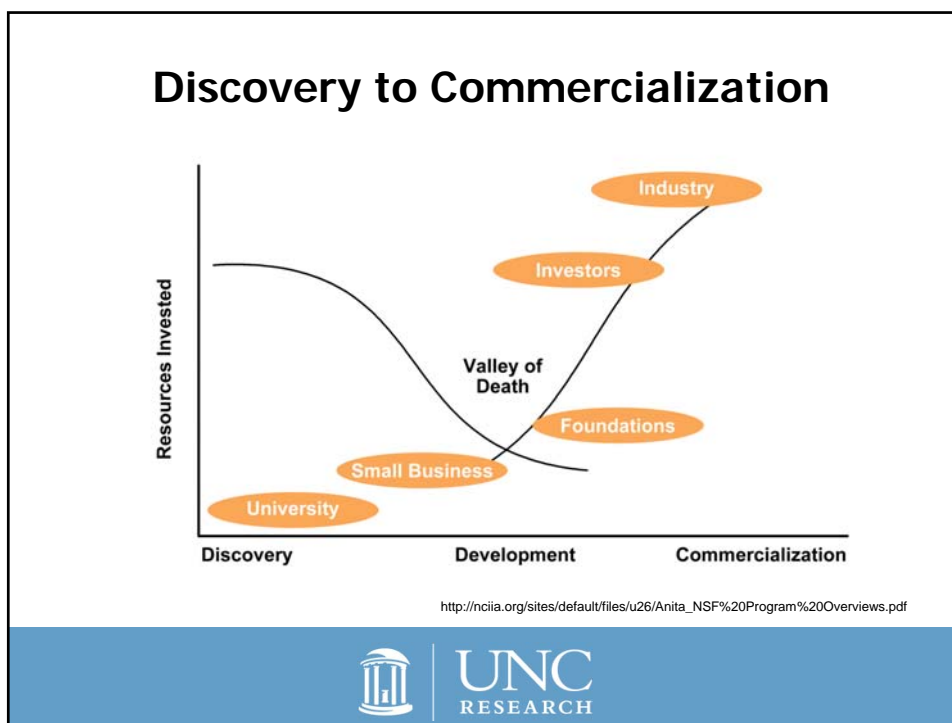 Discovery to Commercialization
Resources Invested
Industry
Investors
Valley of
Death
Foundations
Small Business
University
Discovery
Development
Commercialization
http://nciia.org/sites/default/files/u26/Anita_NSF%20Program%20Overviews.pdf
UNC
RESEARCH